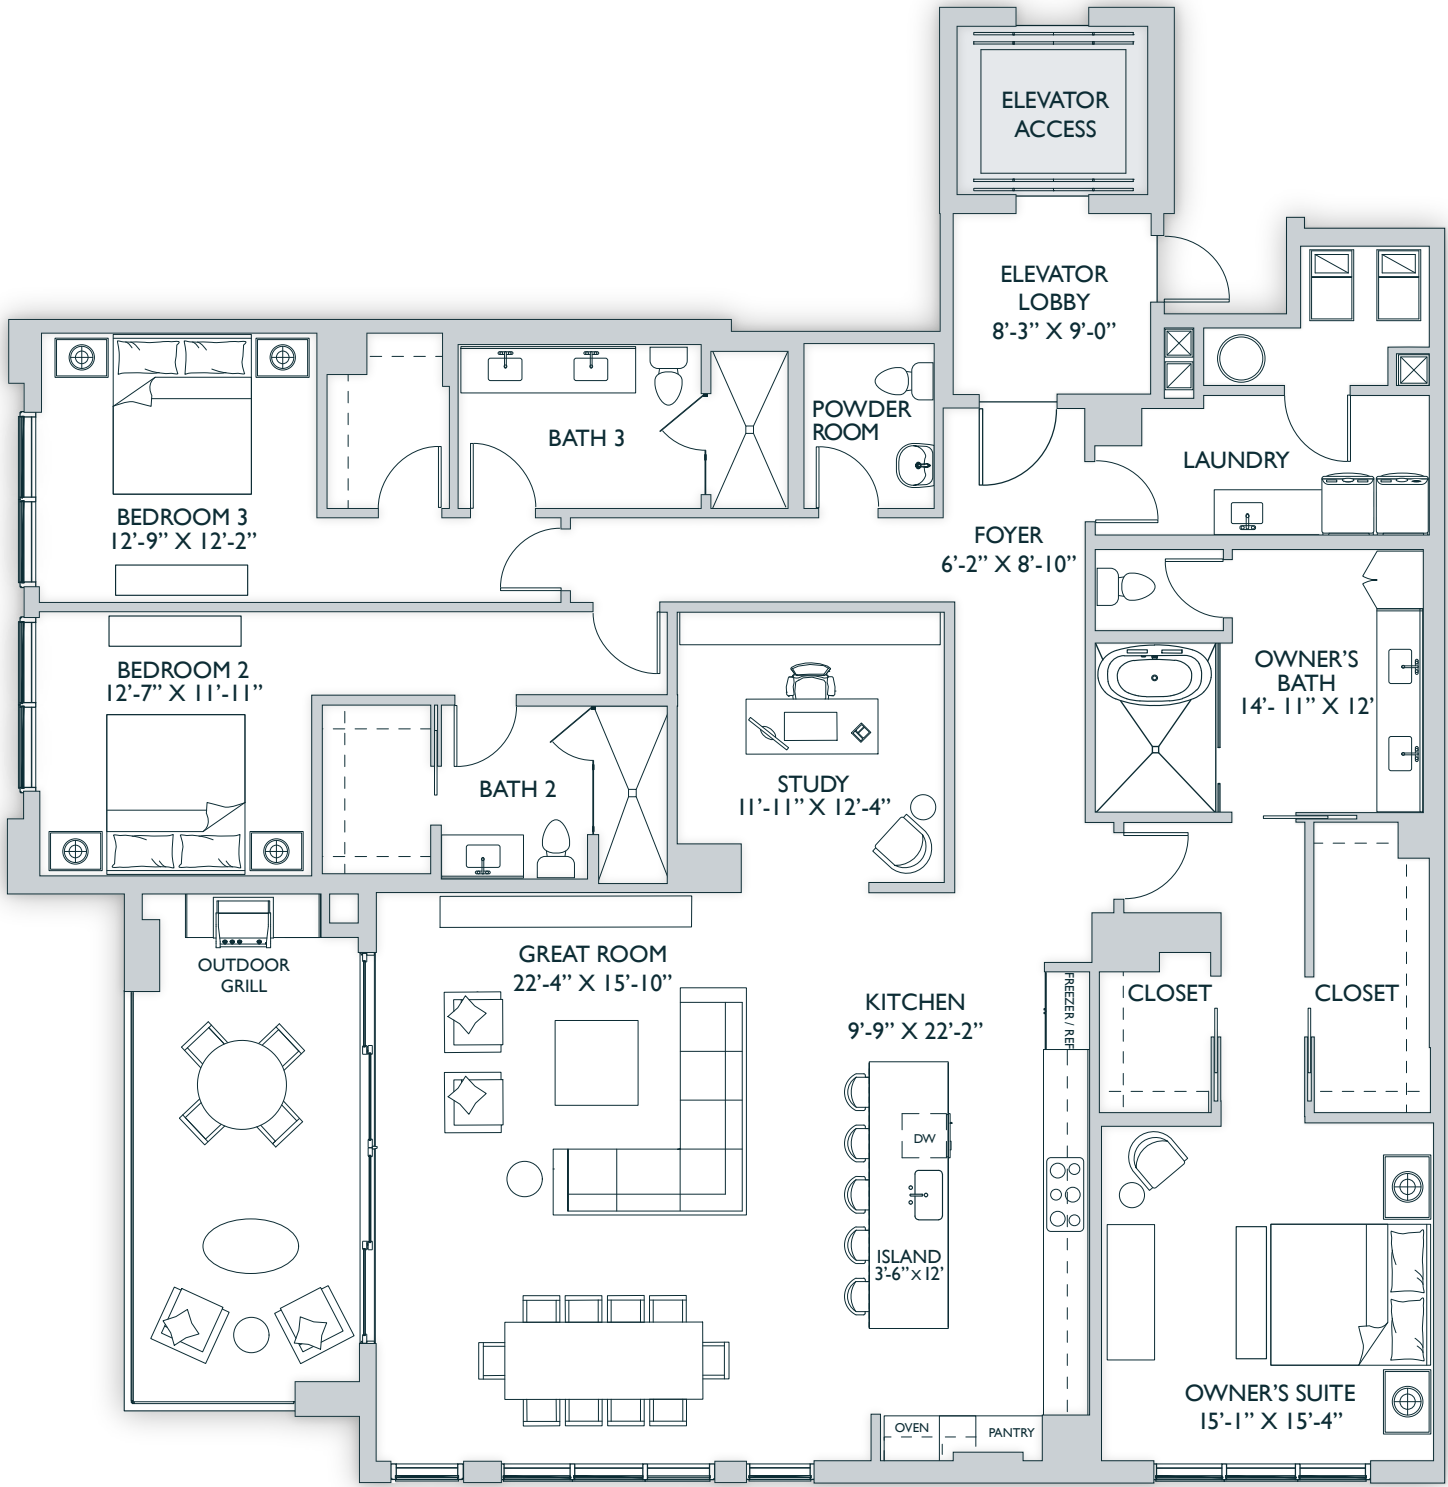 ELEVATOR
ACCESS
ELEVATOR
LOBBY
8’-3” X 9’-0”
POWDER
ROOM
BATH 3
LAUNDRY
BEDROOM 3
12’-9” X 12’-2”
FOYER
6’-2” X 8’-10”
BEDROOM 2
12’-7” X 11’-11”
OWNER’S
BATH
14’- 11” X 12’
BATH 2
STUDY
11’-11” X 12’-4”
OUTDOOR
GRILL
GREAT ROOM
22’-4” X 15’-10”
KITCHEN
9’-9” X 22’-2”
FREEZER / REF
CLOSET
CLOSET
DW
ISLAND
3’-6” X 12’
OWNER’S SUITE
15’-1” X 15’-4”
OVEN
PANTRY